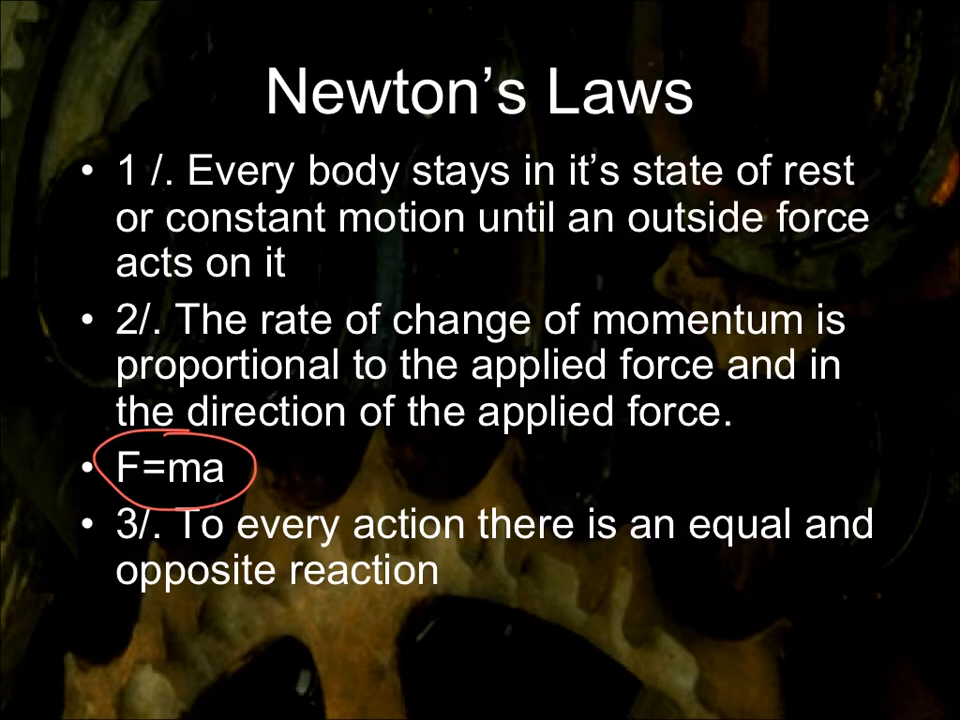 Newton’s Laws
• 1 /. Every body stays in it’s state of rest
or constant motion until an outside force
acts on it
• 2/. The rate of change of momentum is
proportional to the applied force and in
the direction of the applied force.
• F=ma
• 3/. To every action there is an equal and
opposite reaction